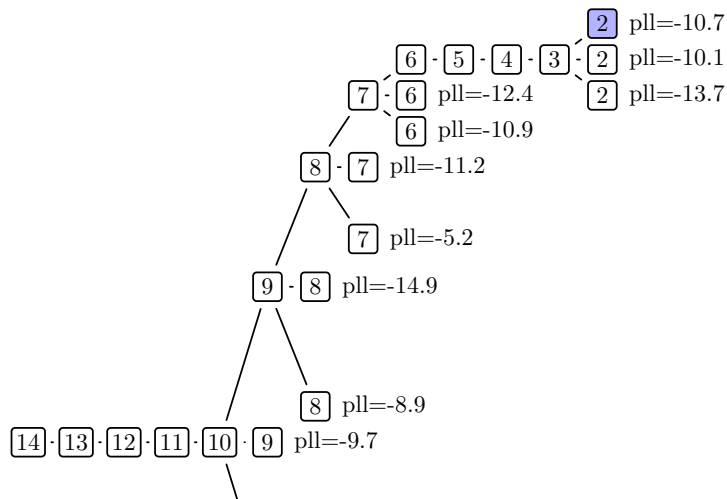 2 pll=-10.7
6 5 4 3 2 pll=-10.1
7 6 pll=-12.4 2 pll=-13.7
6 pll=-10.9
8 7 pll=-11.2
7 pll=-5.2
9 8 pll=-14.9
8 pll=-8.9
14 13 12 11 10 9 pll=-9.7